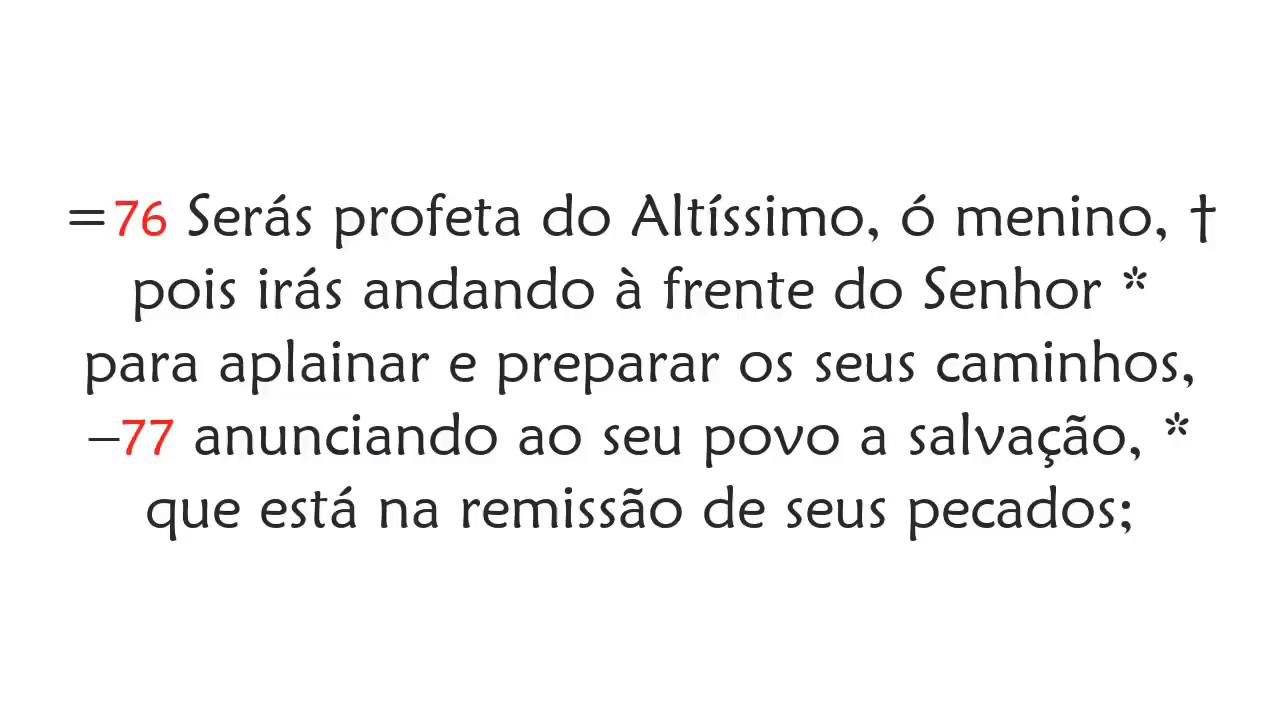 =76 Serás profeta do Altíssimo, ó menino, †
pois irás andando à frente do Senhor *
para aplainar e preparar os seus caminhos,
–77 anunciando ao seu povo a salvação, *
que está na remissão de seus pecados;